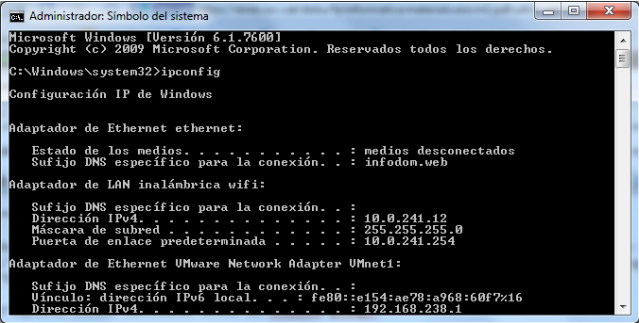 Administrador: Símbolo del sistema
Microsoft Windows [Versión 6.1.7600]
Copyright (c) 2009 Microsoft Corporation. Reservados todos los derechos.
C:\Windows\system32>ipconfig
Configuración IP de Windows
Adaptador de Ethernet ethernet:
Estado de los medios. . . . . . . . . . . : medios desconectados
Sufijo DNS específico para la conexión. . : infodom.web
Adaptador de LAN inalámbrica wifi:
Sufijo DNS específico para la conexión. . :
Dirección IPv4. . . . . . . . . . . . . . : 10.0.241.12
Máscara de subred . . . . . . . . . . . . : 255.255.255.0
Puerta de enlace predeterminada . . . . . : 10.0.241.254
Adaptador de Ethernet VMware Network Adapter VMnet1:
Sufijo DNS específico para la conexión. . :
Vínculo: dirección IPv6 local. . . : fe80::e154:ae78:a968:60f7%16
Dirección IPv4. . . . . . . . . . . . . . : 192.168.238.1